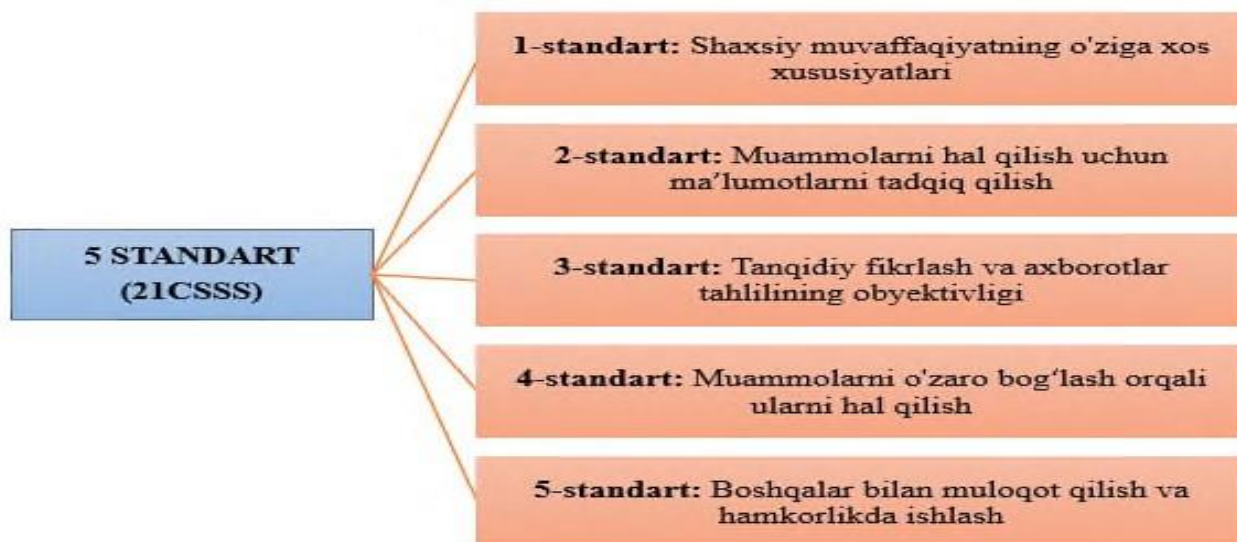 5 STANDART
(21CSSS)
1-standart: Shaxsiy muvaffaqiyatning o'ziga xos
xususiyatlari
2-standart: Muammolarni hal qilish uchun
ma’lumotlarni tadqiq qilish
3-standart: Tanqidiy fikrlash va axborotlar
tahlilining obyektivligi
4-standart: Muammolarni o'zaro bog‘lash orqali
ularni hal qilish
5-standart: Boshqalar bilan muloqot qilish va
hamkorlikda ishlash